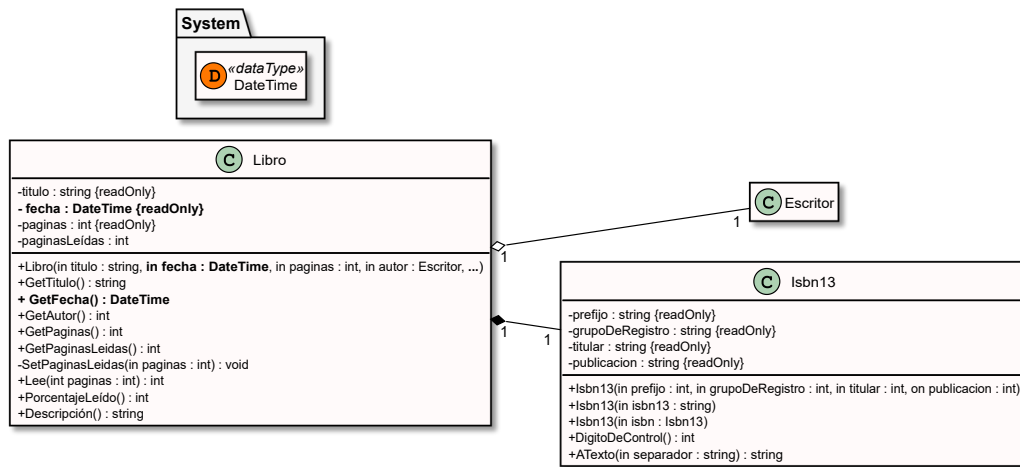 System
D «dataType»
DateTime
C Libro
-titulo : string {readOnly}
- fecha : DateTime {readOnly}
-paginas : int {readOnly}
-paginasLeídas : int
+Libro(in titulo : string, in fecha : DateTime, in paginas : int, in autor : Escritor, ...)
+GetTitulo() : string
+ GetFecha() : DateTime
+GetAutor() : int
+GetPaginas() : int
+GetPaginasLeidas() : int
-SetPaginasLeidas(in paginas : int) : void
+Lee(int paginas : int) : int
+PorcentajeLeído() : int
+Descripción() : string
1
1
C Escritor
1
1
C Isbn13
-prefijo : string {readOnly}
-grupoDeRegistro : string {readOnly}
-titular : string {readOnly}
-publicacion : string {readOnly}
+Isbn13(in prefijo : int, in grupoDeRegistro : int, in titular : int, on publicacion : int)
+Isbn13(in isbn13 : string)
+Isbn13(in isbn : Isbn13)
+DigitoDeControl() : int
+ATexto(in separador : string) : string